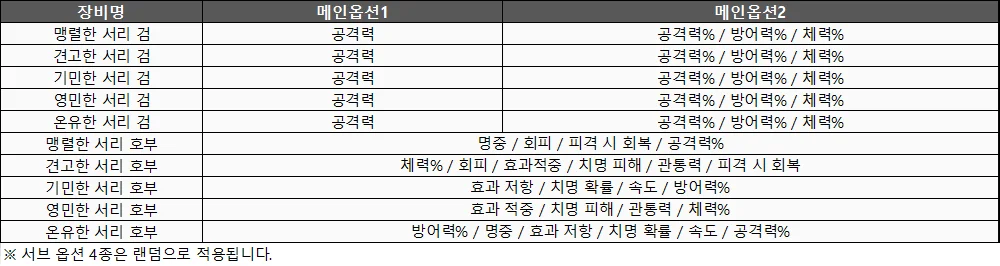 장비명 메인옵션1 메인옵션2
맹렬한 서리 검 공격력 공격력% / 방어력% / 체력%
견고한 서리 검 공격력 공격력% / 방어력% / 체력%
기민한 서리 검 공격력 공격력% / 방어력% / 체력%
영민한 서리 검 공격력 공격력% / 방어력% / 체력%
온유한 서리 검 공격력 공격력% / 방어력% / 체력%
맹렬한 서리 호부 명중 / 회피 / 피격 시 회복 / 공격력%
견고한 서리 호부 체력% / 회피 / 효과적중 / 치명 피해 / 관통력 / 피격 시 회복
기민한 서리 호부 효과 저항 / 치명 확률 / 속도 / 방어력%
영민한 서리 호부 효과 적중 / 치명 피해 / 관통력 / 체력%
온유한 서리 호부 방어력% / 명중 / 효과 저항 / 치명 확률 / 속도 / 공격력%
※ 서브 옵션 4종은 랜덤으로 적용됩니다.